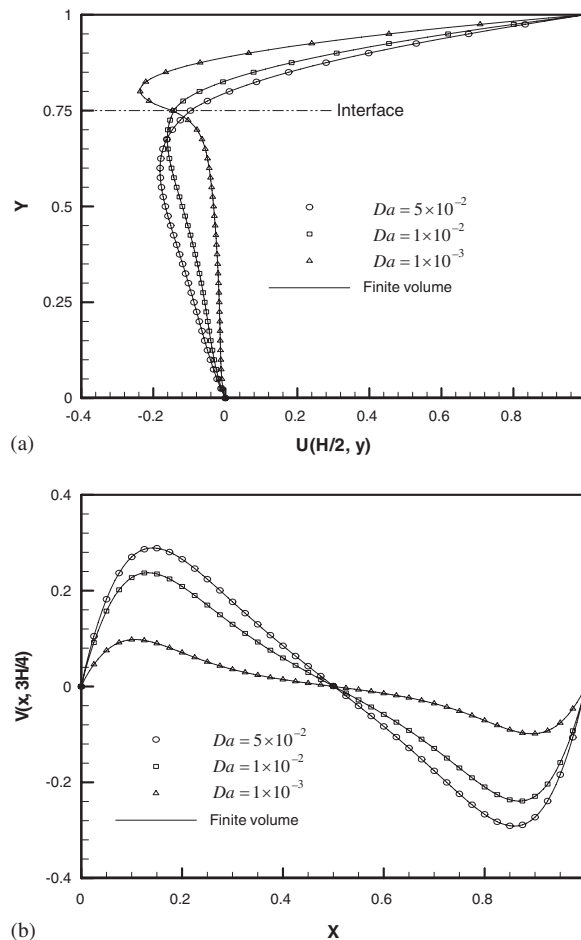 1
0.75
0.5
0.25
0
Y
Interface
Da = 5×10⁻²
Da = 1×10⁻²
Da = 1×10⁻³
Finite volume
-0.4 -0.2 0 0.2 0.4 0.6 0.8
(a)
U(H/2, y)
0.4
0.2
0
-0.2
-0.4
V(x, 3H/4)
Da = 5×10⁻²
Da = 1×10⁻²
Da = 1×10⁻³
Finite volume
0 0.2 0.4 0.6 0.8
(b)
X